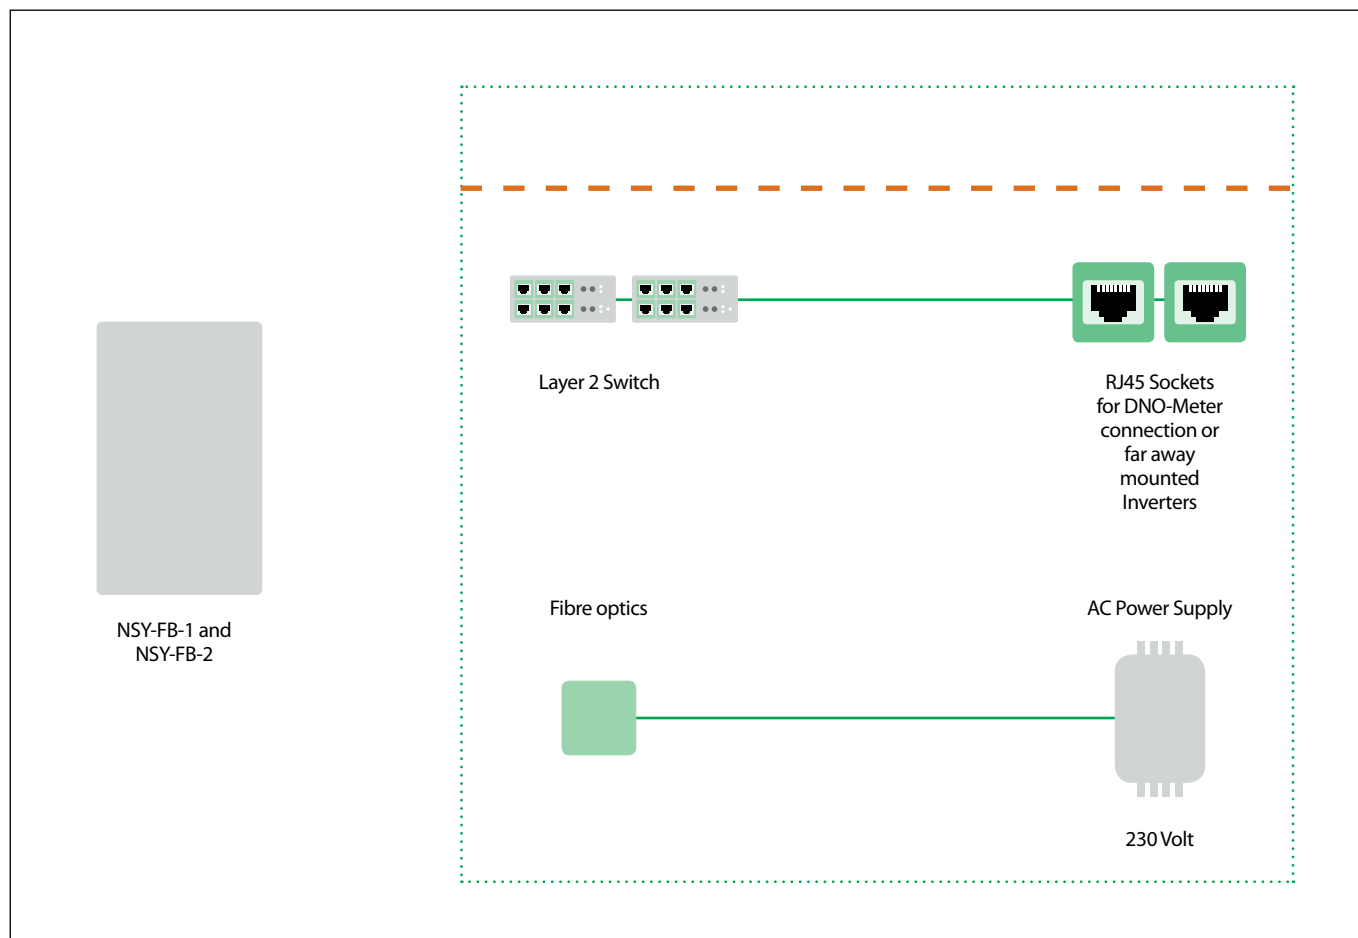 Layer 2 Switch
RJ45 Sockets
for DNO-Meter
connection or
far away
mounted
Inverters
NSY-FB-1 and
NSY-FB-2
Fibre optics
AC Power Supply
230 Volt